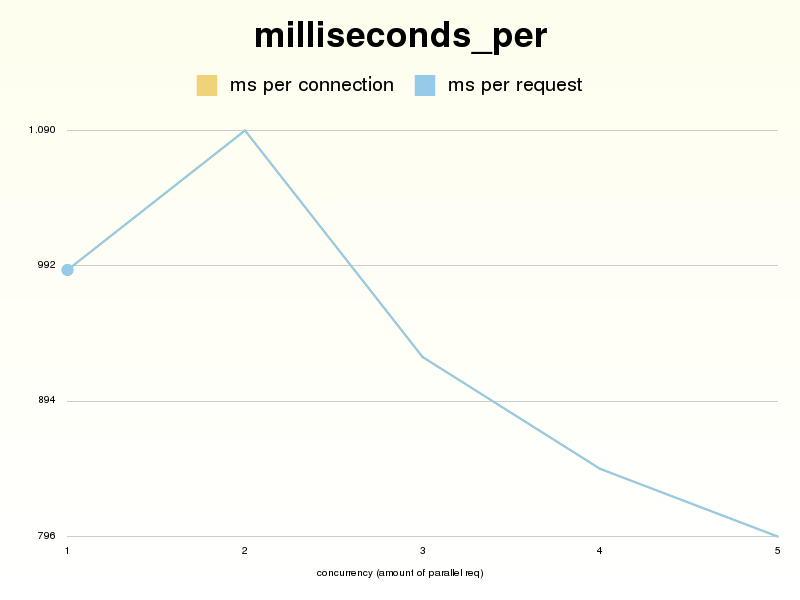 milliseconds_per
ms per connection ms per request
1.090
992
894
796
1 2 3 4 5
concurrency (amount of parallel req)